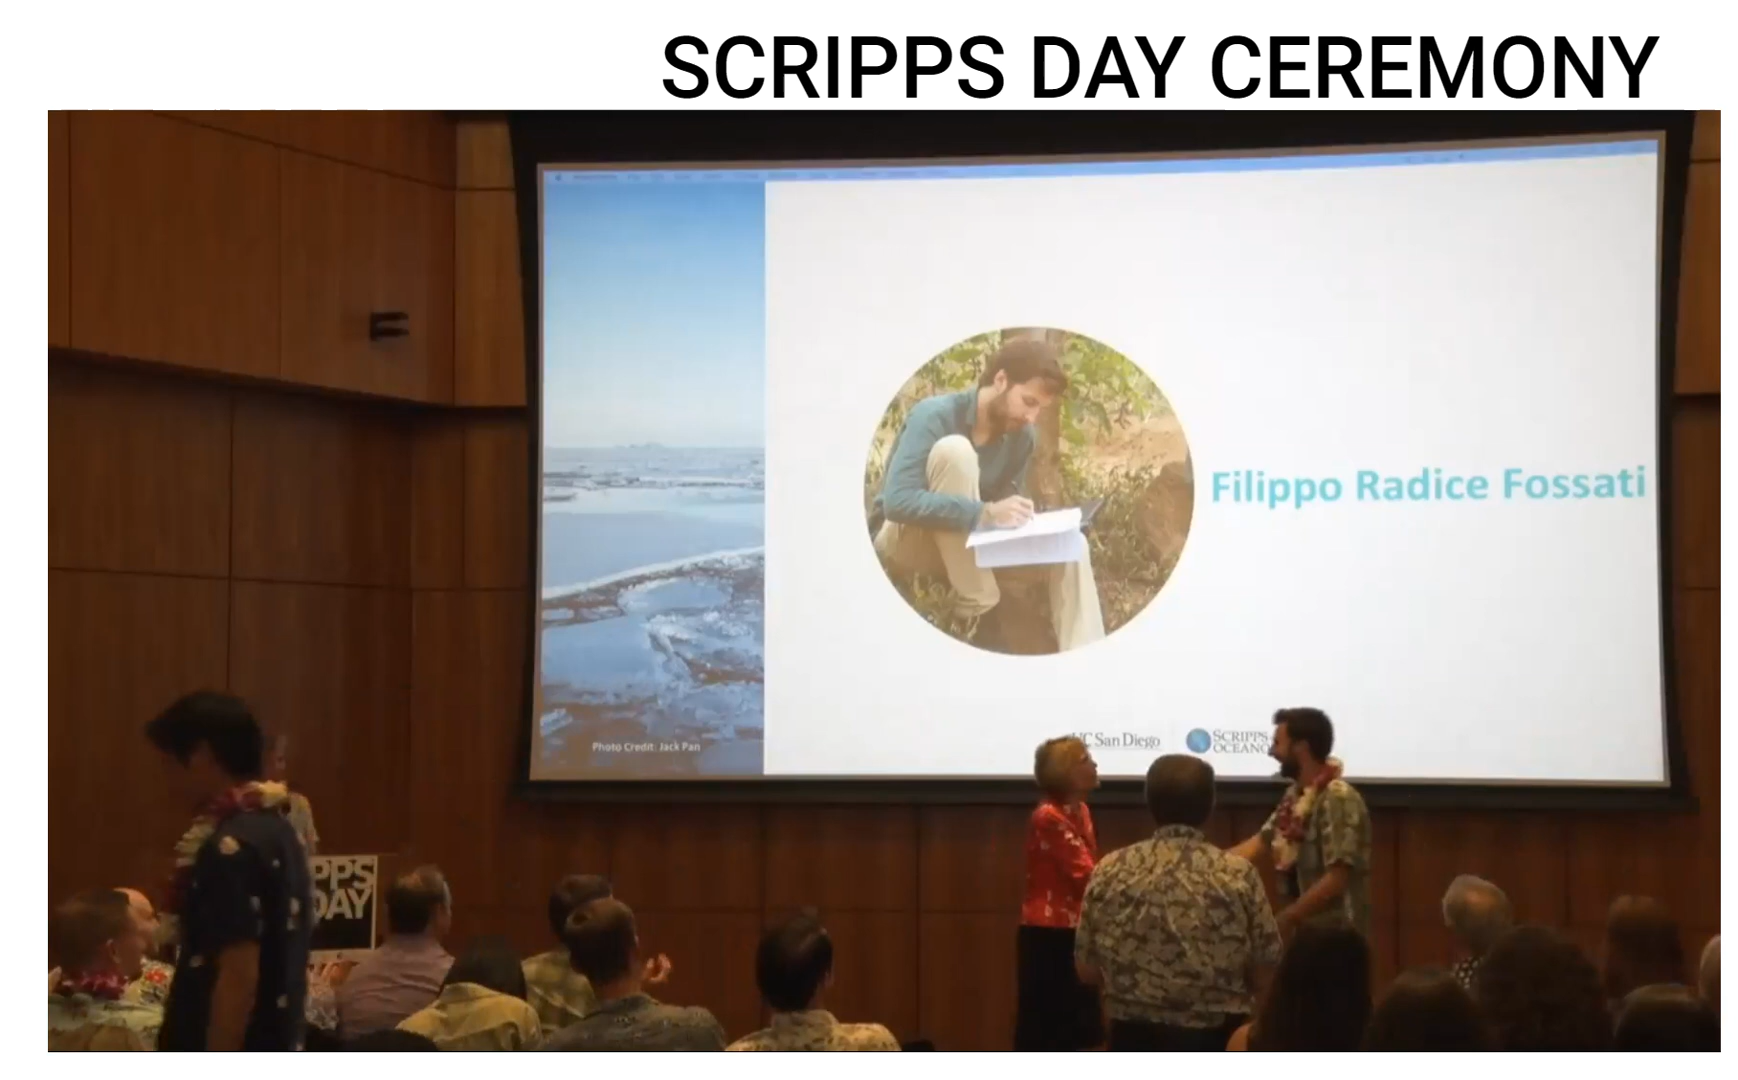 SCRIPPS DAY CEREMONY
Filippo Radice Fossati
Photo Credit: Jack Pan
UC San Diego
SCRIPPS
OCEANO
PPS
DAY